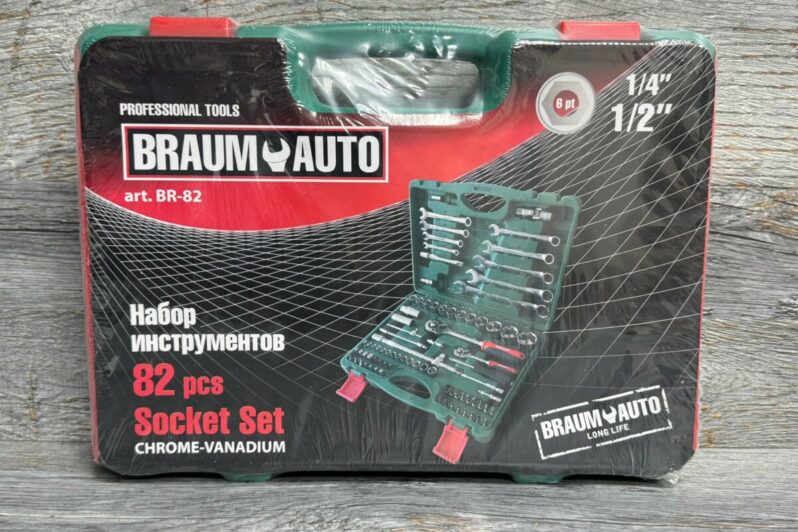 PROFESSIONAL TOOLS
BRAUM AUTO
art. BR-82
6 pt
1/4"
1/2"
Набор
инструментов
82 pcs
Socket Set
CHROME-VANADIUM
BRAUM AUTO
LONG LIFE